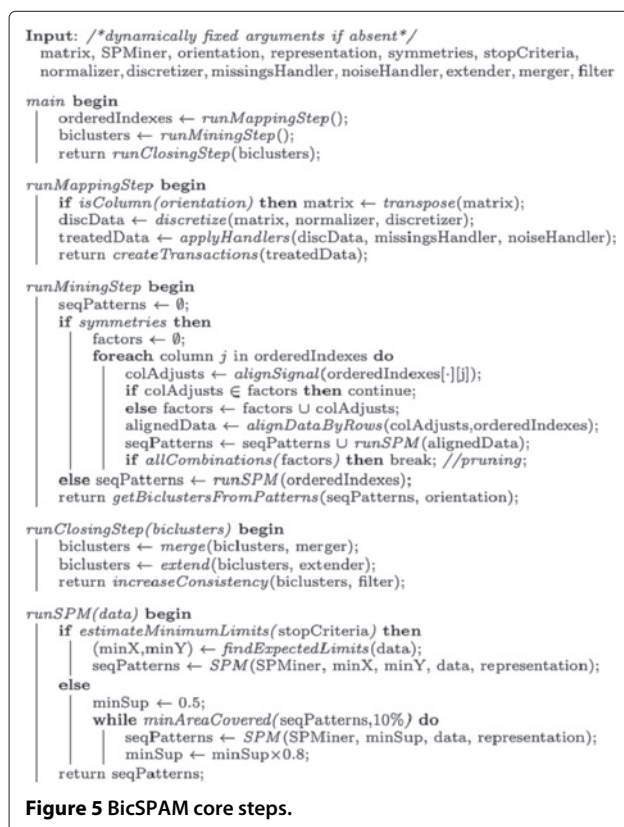 Input: /*dynamically fixed arguments if absent*/
matrix, SPMiner, orientation, representation, symmetries, stopCriteria,
normalizer, discretizer, missingsHandler, noiseHandler, extender, merger, filter
main begin
orderedIndexes ← runMappingStep();
biclusters ← runMiningStep();
return runClosingStep(biclusters);
runMappingStep begin
if isColumn(orientation) then matrix ← transpose(matrix);
discData ← discretize(matrix, normalizer, discretizer);
treatedData ← applyHandlers(discData, missingsHandler, noiseHandler);
return createTransactions(treatedData);
runMiningStep begin
seqPatterns ← ∅;
if symmetries then
factors ← ∅;
foreach column j in orderedIndexes do
colAdjusts ← alignSignal(orderedIndexes[·][j]);
if colAdjusts ∈ factors then continue;
else factors ← factors ∪ colAdjusts;
alignedData ← alignDataByRows(colAdjusts,orderedIndexes);
seqPatterns ← seqPatterns ∪ runSPM(alignedData);
if allCombinations(factors) then break; //pruning;
else seqPatterns ← runSPM(orderedIndexes);
return getBiclustersFromPatterns(seqPatterns, orientation);
runClosingStep(biclusters) begin
biclusters ← merge(biclusters, merger);
biclusters ← extend(biclusters, extender);
return increaseConsistency(biclusters, filter);
runSPM(data) begin
if estimateMinimumLimits(stopCriteria) then
(minX,minY) ← findExpectedLimits(data);
seqPatterns ← SPM(SPMiner, minX, minY, data, representation);
else
minSup ← 0.5;
while minAreaCovered(seqPatterns,10%) do
seqPatterns ← SPM(SPMiner, minSup, data, representation);
minSup ← minSup×0.8;
return seqPatterns;
Figure 5 BicSPAM core steps.